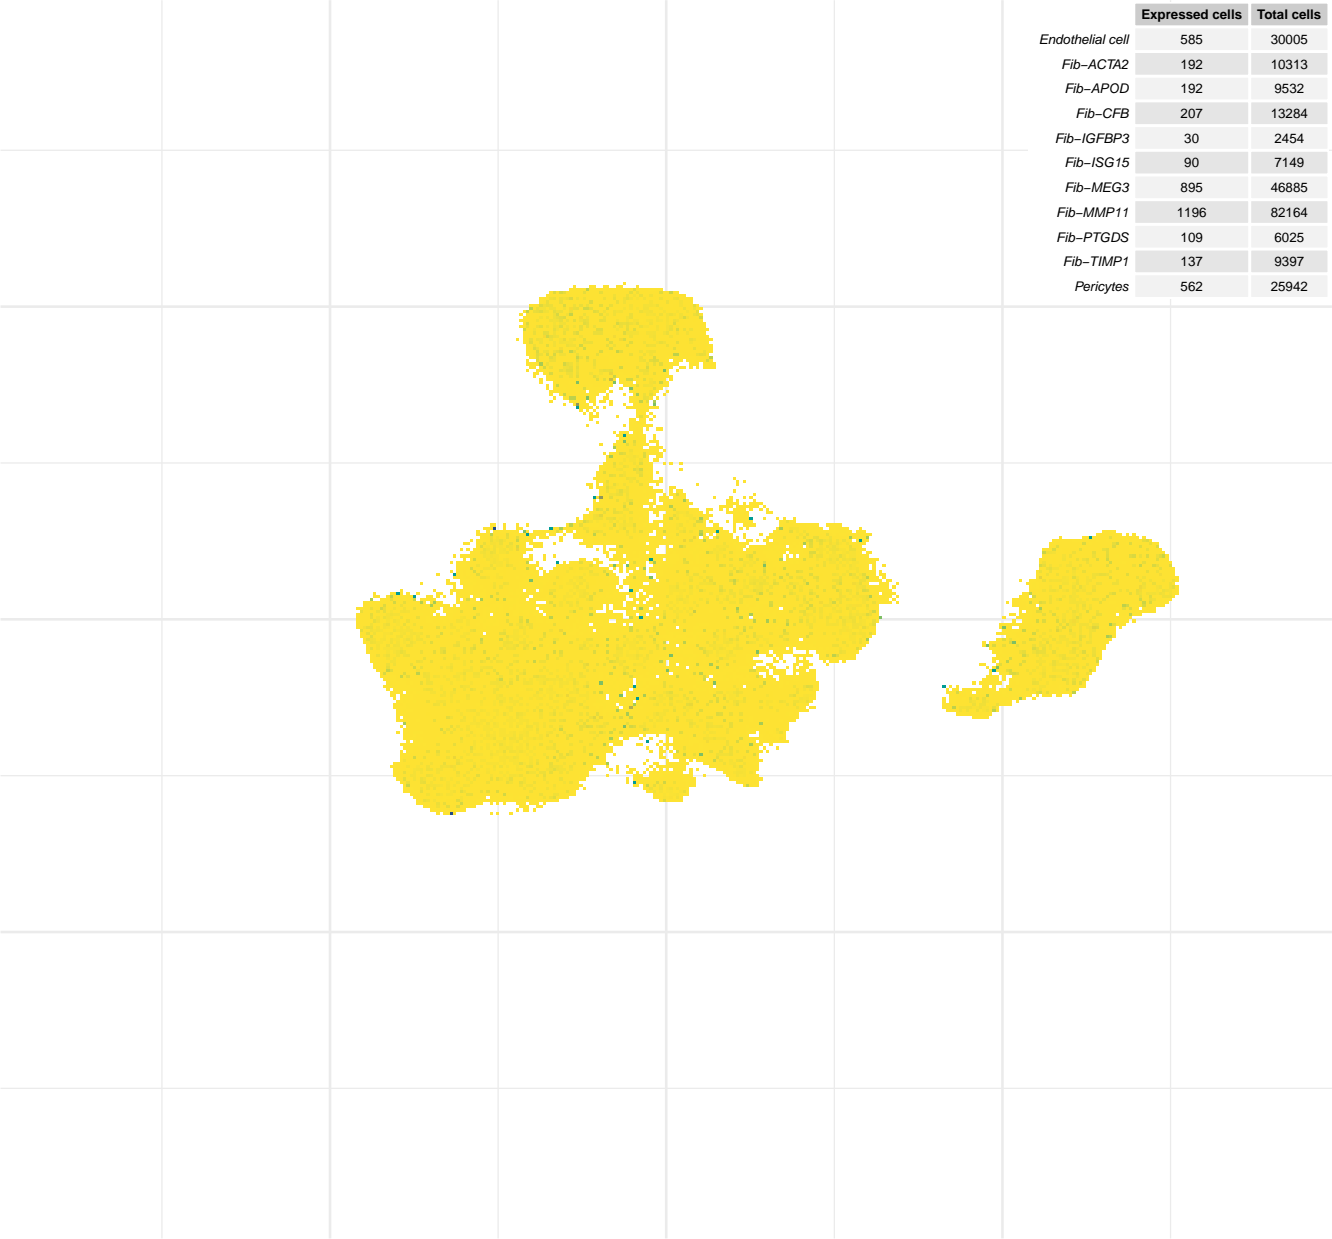 Expressed cells Total cells
Endothelial cell 585 30005
Fib−ACTA2 192 10313
Fib−APOD 192 9532
Fib−CFB 207 13284
Fib−IGFBP3 30 2454
Fib−ISG15 90 7149
Fib−MEG3 895 46885
Fib−MMP11 1196 82164
Fib−PTGDS 109 6025
Fib−TIMP1 137 9397
Pericytes 562 25942